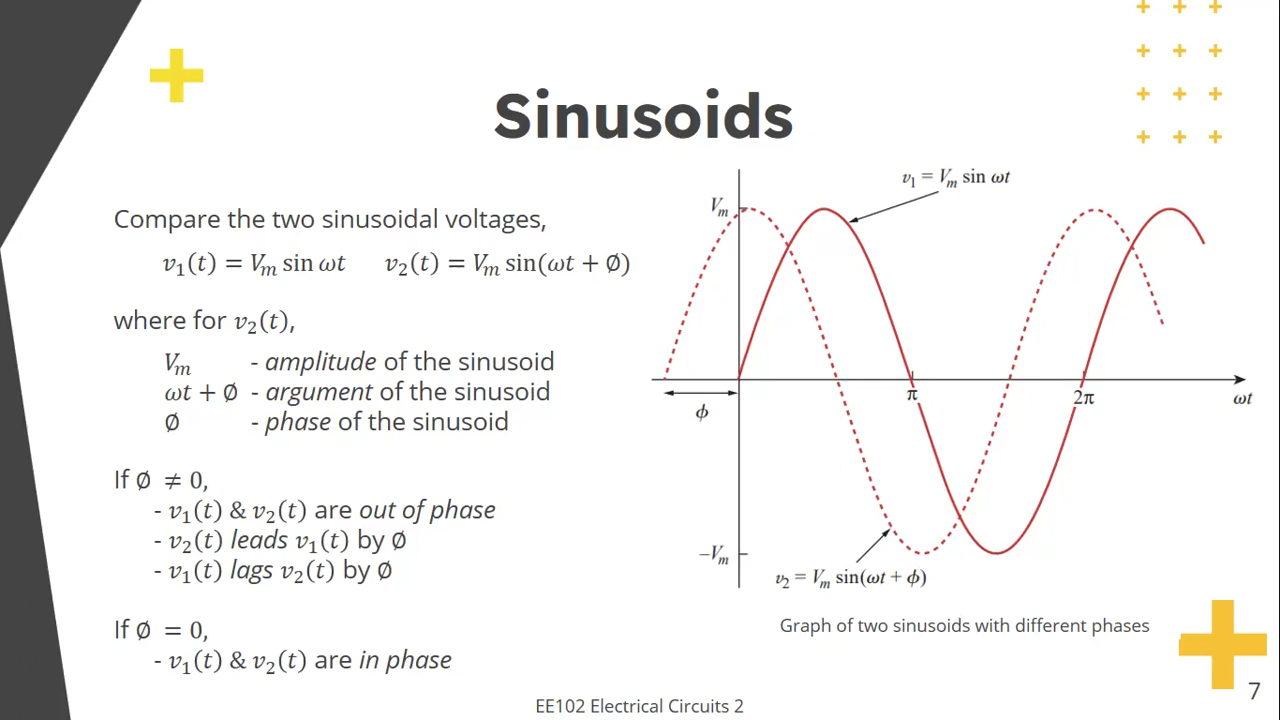 Sinusoids
Compare the two sinusoidal voltages,
v₁(t) = Vₘ sin ωt v₂(t) = Vₘ sin(ωt + ∅)
where for v₂(t),
Vₘ - amplitude of the sinusoid
ωt + ∅ - argument of the sinusoid
∅ - phase of the sinusoid
If ∅ ≠ 0,
- v₁(t) & v₂(t) are out of phase
- v₂(t) leads v₁(t) by ∅
- v₁(t) lags v₂(t) by ∅
If ∅ = 0,
- v₁(t) & v₂(t) are in phase
v₁ = Vₘ sin ωt
Vₘ
ϕ
π
2π
ωt
−Vₘ
v₂ = Vₘ sin(ωt + ϕ)
Graph of two sinusoids with different phases
EE102 Electrical Circuits 2
7